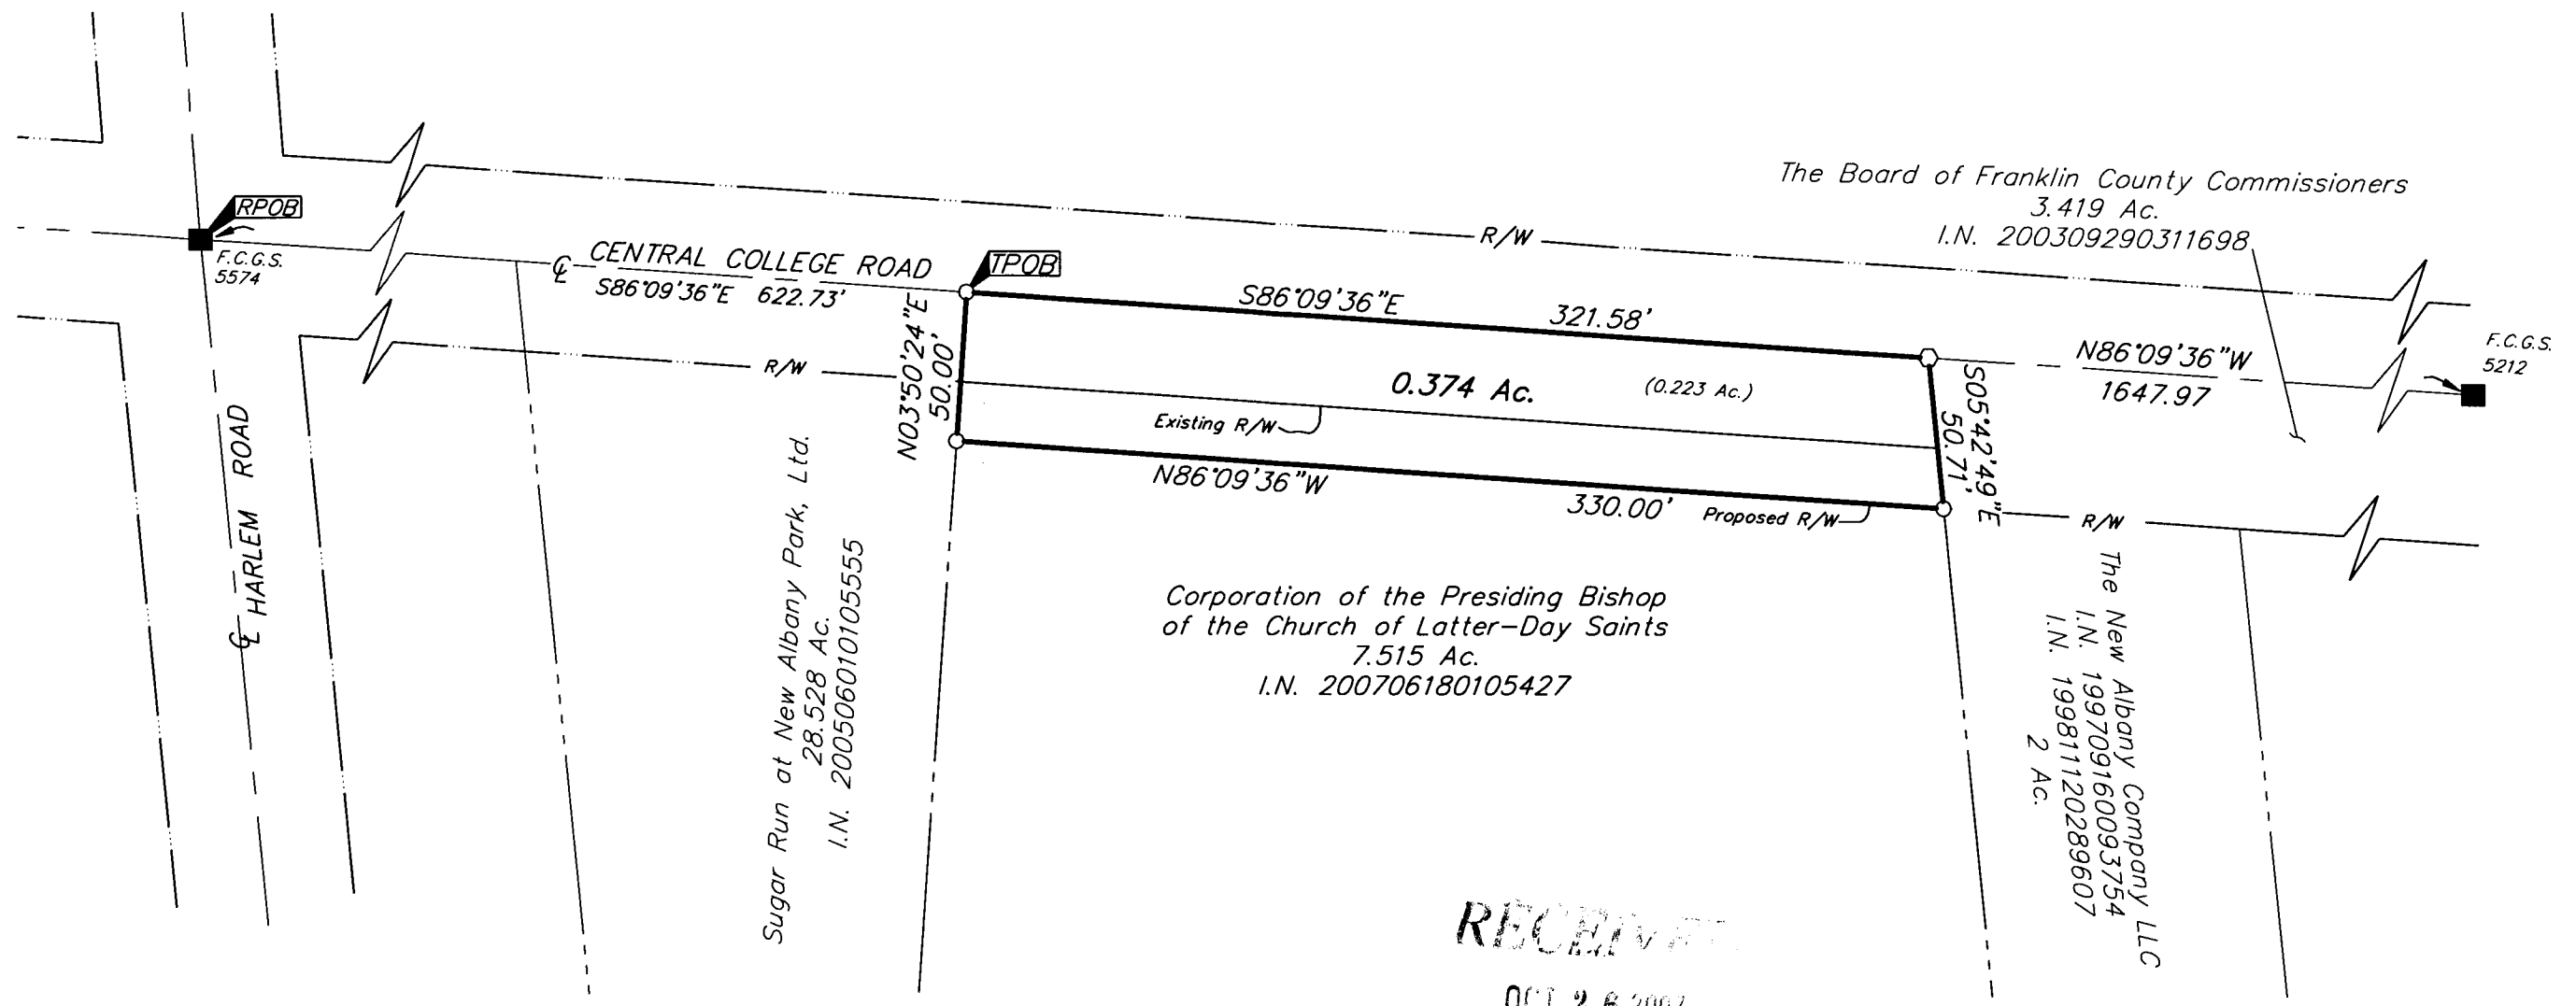 The Board of Franklin County Commissioners
3.419 Ac.
I.N. 200309290311698
R/W
RPOB
F.C.G.S.
5574
℄ CENTRAL COLLEGE ROAD
S86°09'36"E 622.73'
TPOB
S86°09'36"E 321.58'
N86°09'36"W
1647.97
F.C.G.S.
5212
R/W
N03°50'24"E
50.00'
0.374 Ac. (0.223 Ac.)
Existing R/W
S05°42'49"E
50.71'
N86°09'36"W 330.00'
Proposed R/W
R/W
℄ HARLEM ROAD
Sugar Run at New Albany Park, Ltd.
28.528 Ac.
I.N. 200506010105555
Corporation of the Presiding Bishop
of the Church of Latter-Day Saints
7.515 Ac.
I.N. 200706180105427
The New Albany Company LLC
I.N. 199709160093754
I.N. 199811120289607
2 Ac.
OCT